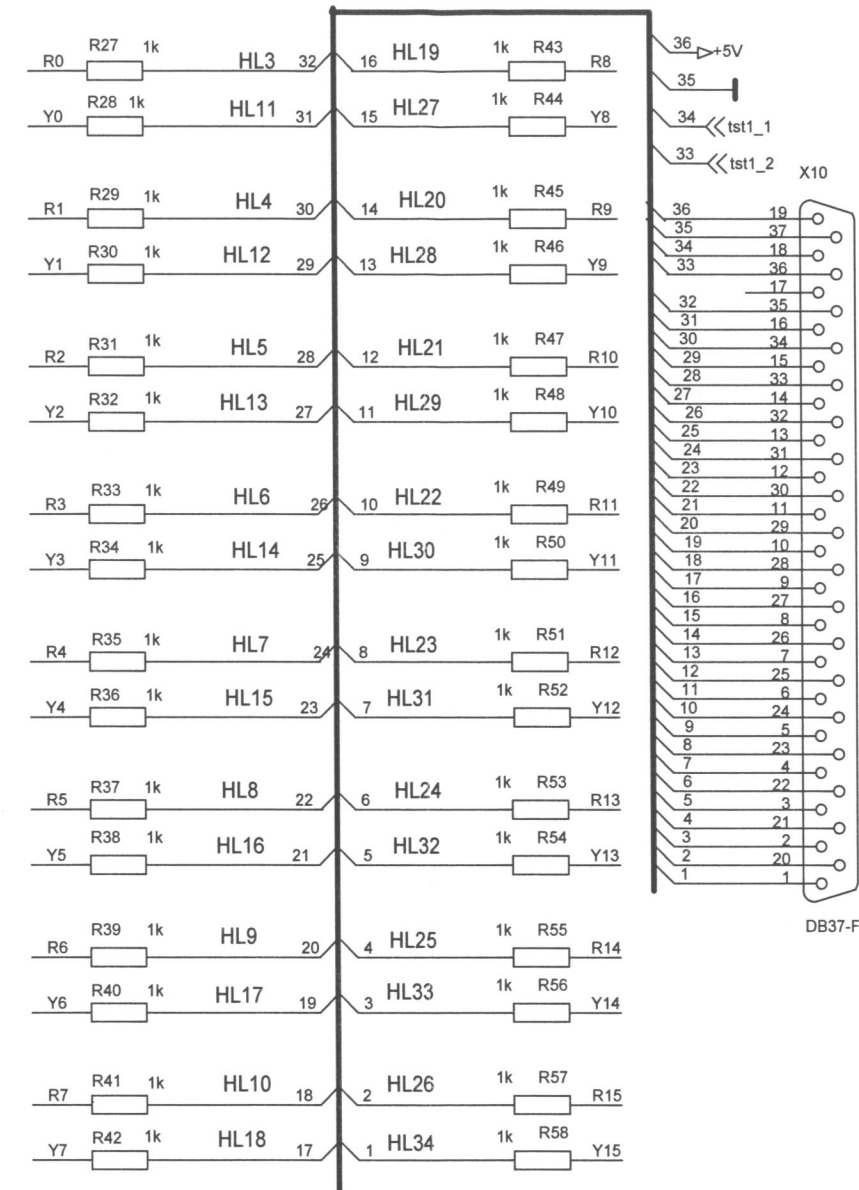 R27 1k HL3 32 16 HL19 1k R43 36 +5V
R0 R8
R28 1k HL11 31 15 HL27 1k R44 35
Y0 Y8 34 tst1_1
33 tst1_2
X10
R29 1k HL4 30 14 HL20 1k R45
R1 R9 36 19
35 37
R30 1k HL12 29 13 HL28 1k R46 34 18
Y1 Y9 33 36
17
32 35
31 16
R31 1k HL5 28 12 HL21 1k R47 30 34
R2 R10 29 15
28 33
R32 1k HL13 27 11 HL29 1k R48 27 14
Y2 Y10 26 32
25 13
24 31
23 12
R33 1k HL6 26 10 HL22 1k R49 22 30
R3 R11 21 11
20 29
R34 1k HL14 25 9 HL30 1k R50 19 10
Y3 Y11 18 28
17 9
16 27
15 8
R35 1k HL7 24 8 HL23 1k R51 14 26
R4 R12 13 7
12 25
R36 1k HL15 23 7 HL31 1k R52 11 6
Y4 Y12 10 24
9 5
8 23
7 4
R37 1k HL8 22 6 HL24 1k R53 6 22
R5 R13 5 3
4 21
R38 1k HL16 21 5 HL32 1k R54 3 2
Y5 Y13 2 20
1 1
DB37-F
R39 1k HL9 20 4 HL25 1k R55
R6 R14
R40 1k HL17 19 3 HL33 1k R56
Y6 Y14
R41 1k HL10 18 2 HL26 1k R57
R7 R15
R42 1k HL18 17 1 HL34 1k R58
Y7 Y15